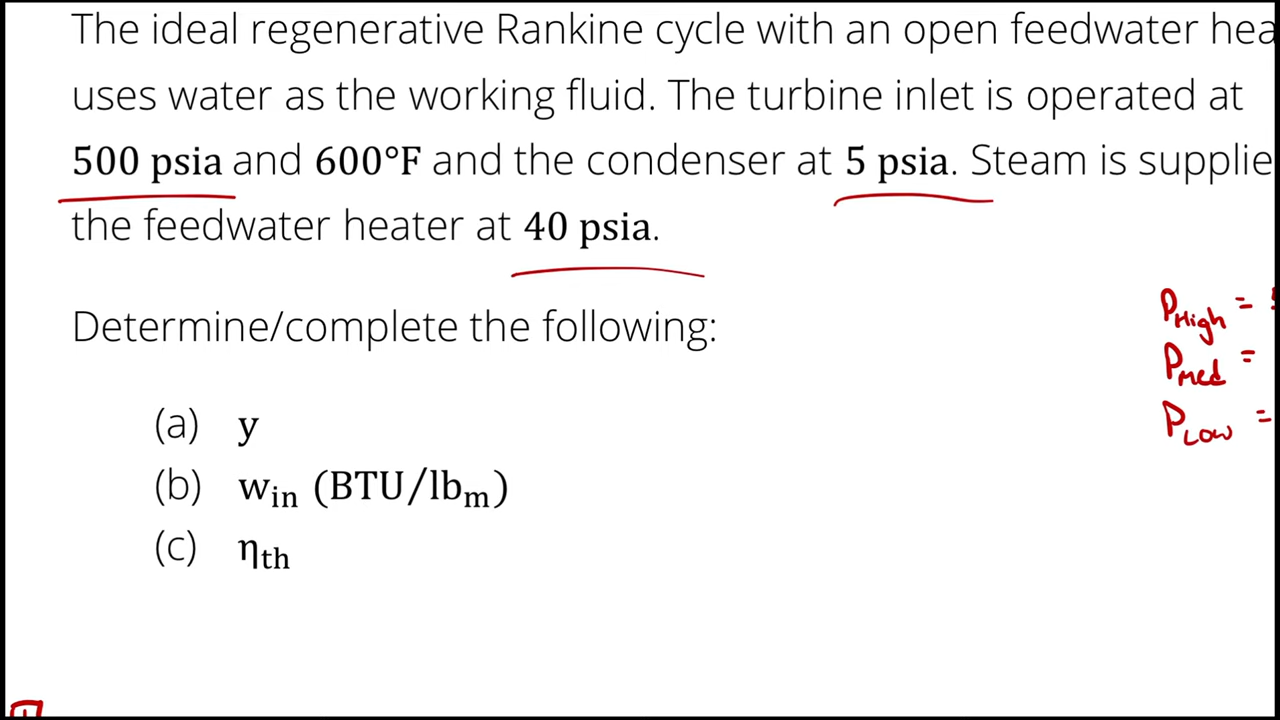 The ideal regenerative Rankine cycle with an open feedwater hea
uses water as the working fluid. The turbine inlet is operated at
500 psia and 600°F and the condenser at 5 psia. Steam is supplie
the feedwater heater at 40 psia.
Determine/complete the following:
P_High =
P_Med =
P_Low =
(a) y
(b) w_in (BTU/lb_m)
(c) η_th